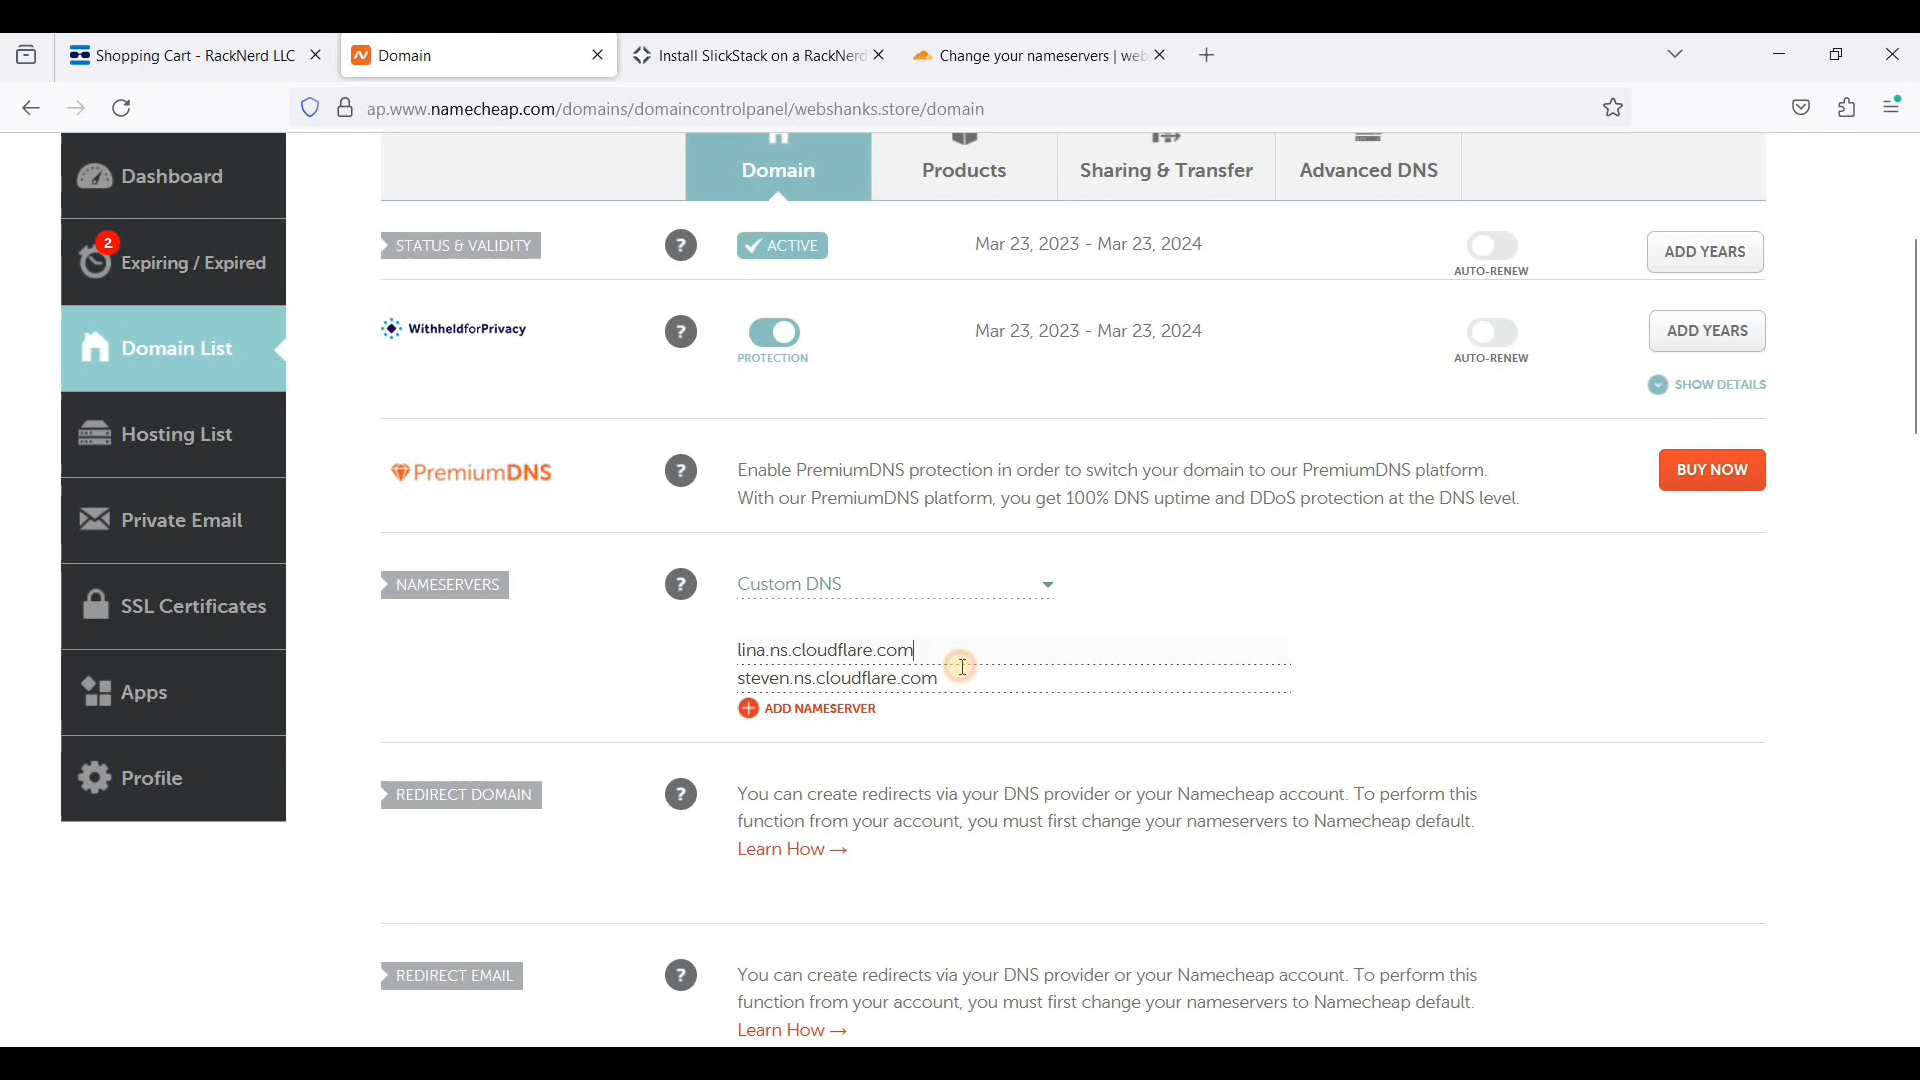 Shopping Cart - RackNerd LLC
Domain
Install SlickStack on a RackNerd
Change your nameservers | web
ap.www.namecheap.com/domains/domaincontrolpanel/webshanks.store/domain
Dashboard
2
Expiring / Expired
Domain List
Hosting List
Private Email
SSL Certificates
Apps
Profile
Domain
Products
Sharing & Transfer
Advanced DNS
STATUS & VALIDITY
?
ACTIVE
Mar 23, 2023 - Mar 23, 2024
AUTO-RENEW
ADD YEARS
WithheldforPrivacy
?
PROTECTION
Mar 23, 2023 - Mar 23, 2024
AUTO-RENEW
ADD YEARS
SHOW DETAILS
PremiumDNS
?
Enable PremiumDNS protection in order to switch your domain to our PremiumDNS platform.
With our PremiumDNS platform, you get 100% DNS uptime and DDoS protection at the DNS level.
BUY NOW
NAMESERVERS
?
Custom DNS
lina.ns.cloudflare.com
steven.ns.cloudflare.com
ADD NAMESERVER
REDIRECT DOMAIN
?
You can create redirects via your DNS provider or your Namecheap account. To perform this
function from your account, you must first change your nameservers to Namecheap default.
Learn How →
REDIRECT EMAIL
?
You can create redirects via your DNS provider or your Namecheap account. To perform this
function from your account, you must first change your nameservers to Namecheap default.
Learn How →